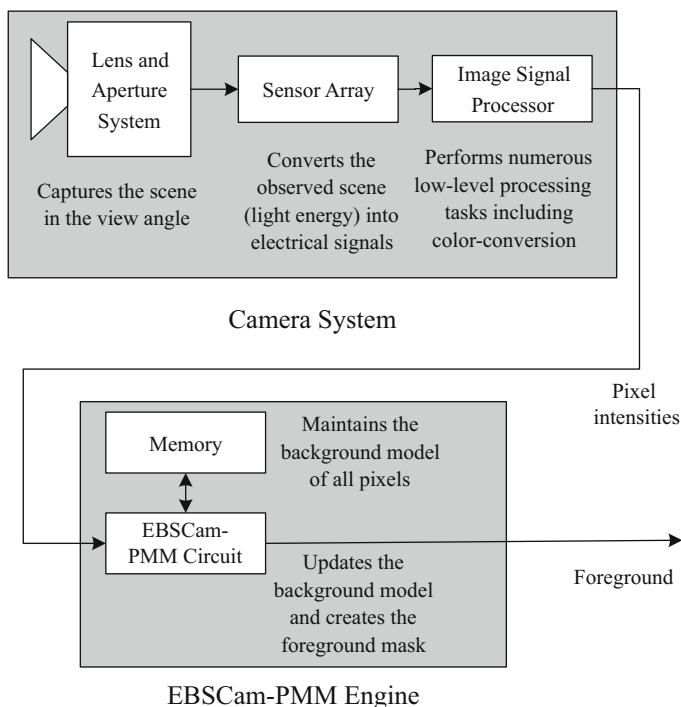 Lens and
Aperture
System
Sensor Array
Image Signal
Processor
Captures the scene
in the view angle
Converts the
observed scene
(light energy) into
electrical signals
Performs numerous
low-level processing
tasks including
color-conversion
Camera System
Pixel
intensities
Memory
Maintains the
background model
of all pixels
EBSCam-
PMM Circuit
Updates the
background model
and creates the
foreground mask
Foreground
EBSCam-PMM Engine